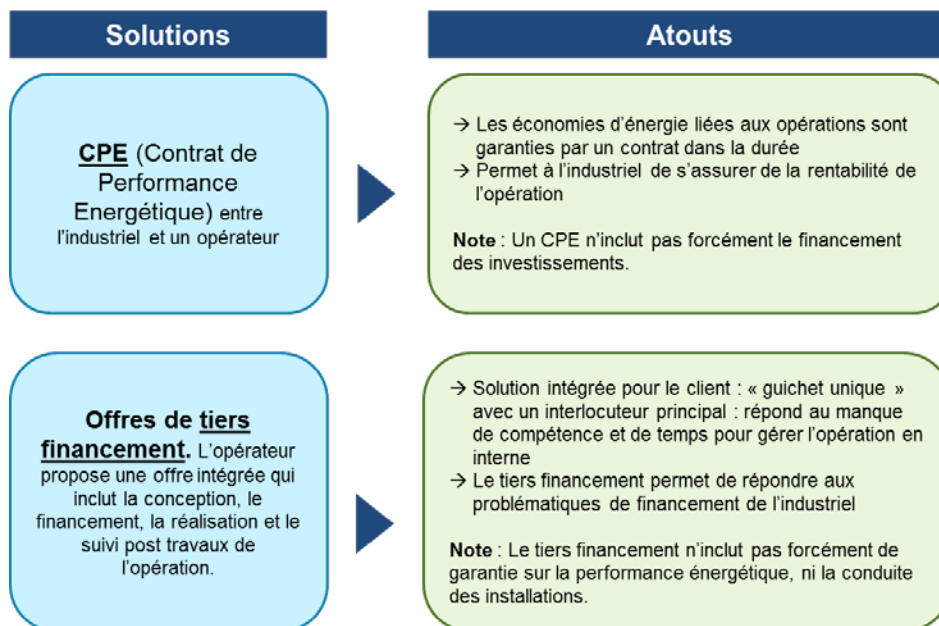 Solutions
Atouts
CPE (Contrat de
Performance
Energétique) entre
l'industriel et un opérateur
→ Les économies d'énergie liées aux opérations sont
garanties par un contrat dans la durée
→ Permet à l'industriel de s'assurer de la rentabilité de
l'opération
Note : Un CPE n'inclut pas forcément le financement
des investissements.
Offres de tiers
financement. L'opérateur
propose une offre intégrée qui
inclut la conception, le
financement, la réalisation et le
suivi post travaux de
l'opération.
→ Solution intégrée pour le client : « guichet unique »
avec un interlocuteur principal : répond au manque
de compétence et de temps pour gérer l'opération en
interne
→ Le tiers financement permet de répondre aux
problématiques de financement de l'industriel
Note : Le tiers financement n'inclut pas forcément de
garantie sur la performance énergétique, ni la conduite
des installations.